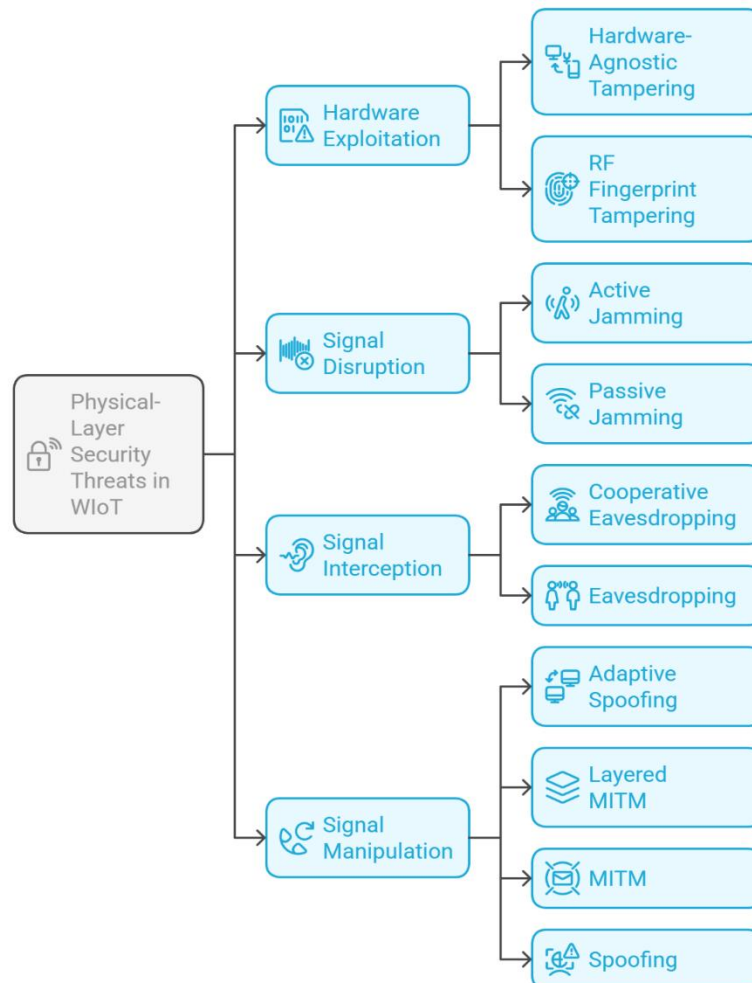 Physical-
Layer
Security
Threats in
WIoT
Hardware
Exploitation
Hardware-
Agnostic
Tampering
RF
Fingerprint
Tampering
Signal
Disruption
Active
Jamming
Passive
Jamming
Signal
Interception
Cooperative
Eavesdropping
Eavesdropping
Signal
Manipulation
Adaptive
Spoofing
Layered
MITM
MITM
Spoofing